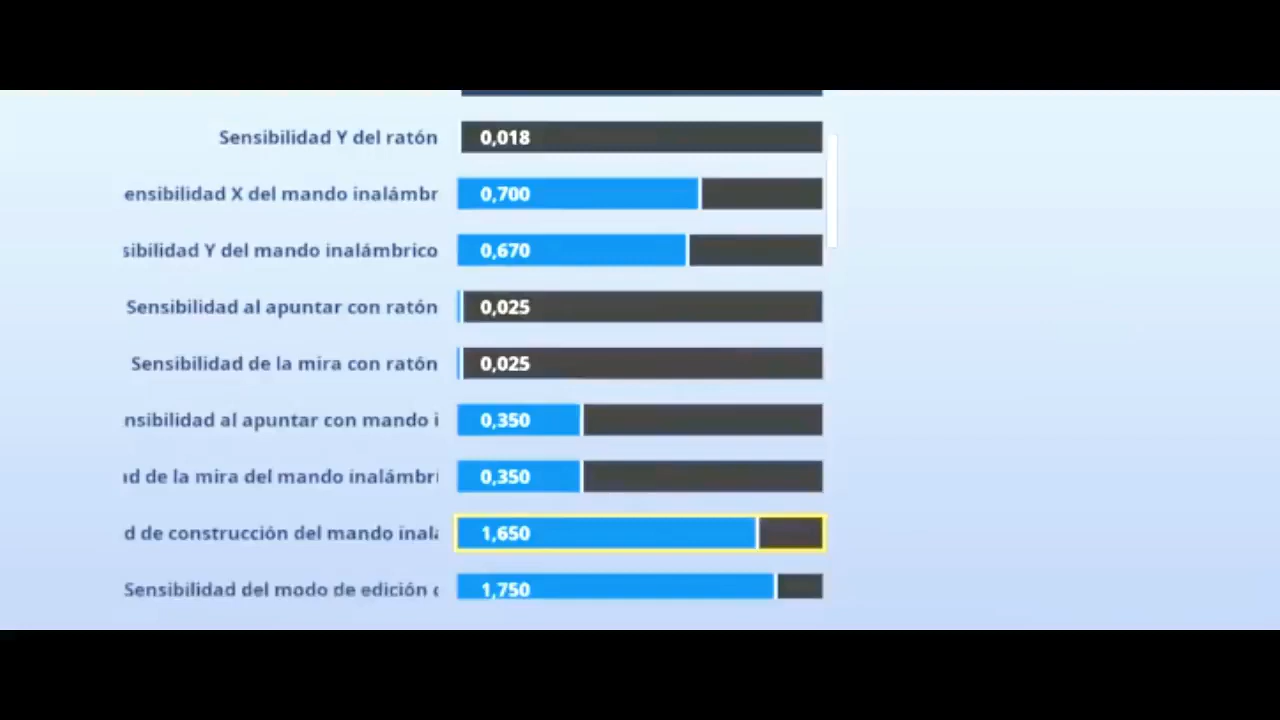 Sensibilidad Y del ratón 0,018
ensibilidad X del mando inalámbr 0,700
sibilidad Y del mando inalámbrico 0,670
Sensibilidad al apuntar con ratón 0,025
Sensibilidad de la mira con ratón 0,025
nsibilidad al apuntar con mando i 0,350
d de la mira del mando inalámbri 0,350
d de construcción del mando inal 1,650
Sensibilidad del modo de edición 1,750